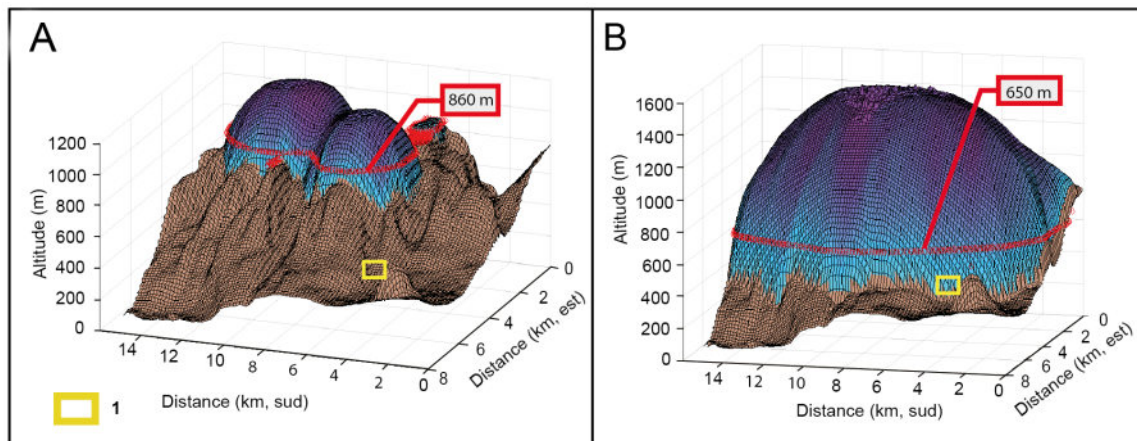 A
860 m
1200
1000
800
600
400
200
0
Altitude (m)
14 12 10 8 6 4 2 0
Distance (km, sud)
8 6 4 2 0
Distance (km, est)
1
B
650 m
1600
1400
1200
1000
800
600
400
200
0
Altitude (m)
14 12 10 8 6 4 2 0
Distance (km, sud)
8 6 4 2 0
Distance (km, est)